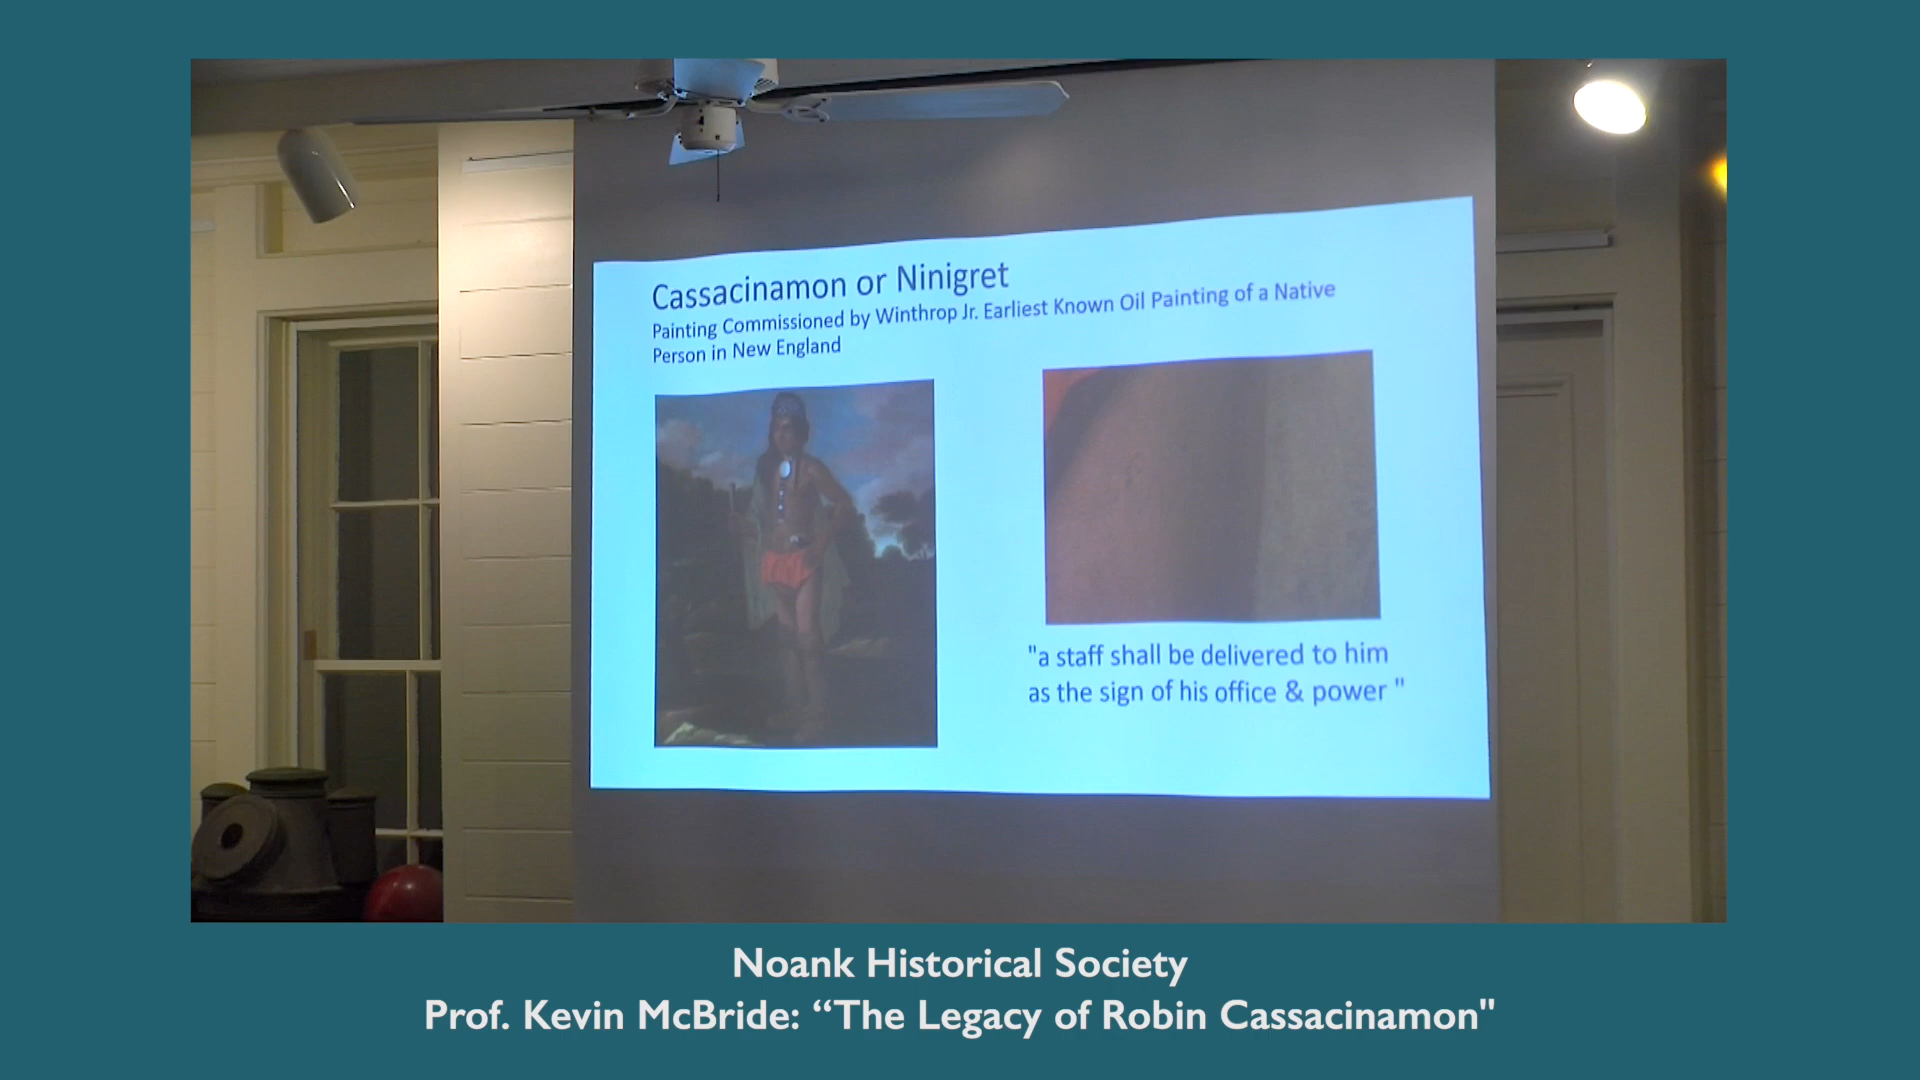 Cassacinamon or Ninigret
Painting Commissioned by Winthrop Jr. Earliest Known Oil Painting of a Native
Person in New England
"a staff shall be delivered to him
as the sign of his office & power "
Noank Historical Society
Prof. Kevin McBride: “The Legacy of Robin Cassacinamon"